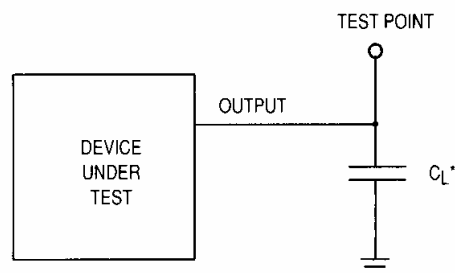 TEST POINT
OUTPUT
DEVICE
UNDER
TEST
CL*